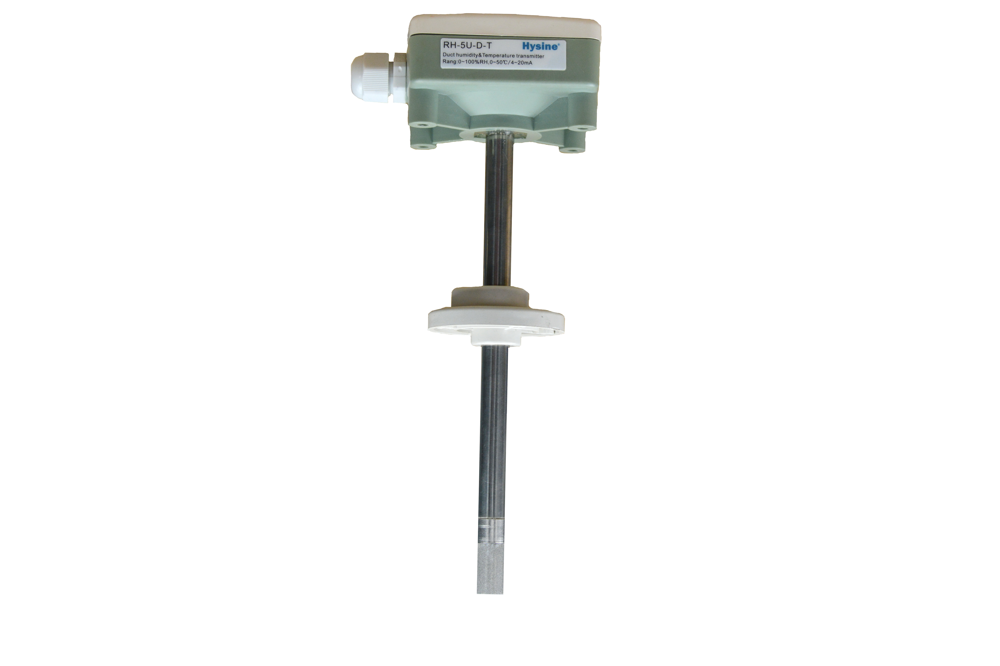 RH-5U-D-T Hysine®
Duct humidity&Temperature transmitter
Rang:0~100%RH,0~50℃/4~20mA